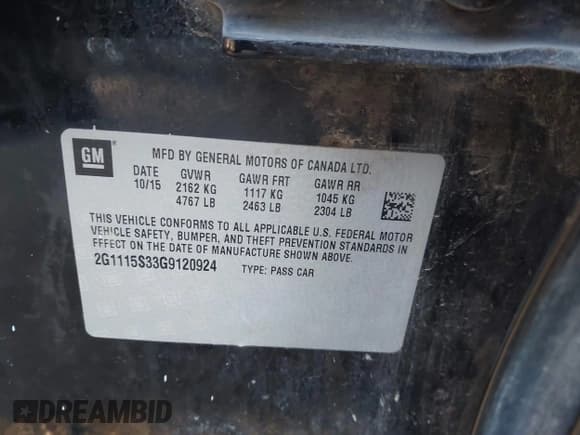 GM
MFD BY GENERAL MOTORS OF CANADA LTD.
DATE GVWR GAWR FRT GAWR RR
10/15 2162 KG 1117 KG 1045 KG
4767 LB 2463 LB 2304 LB
THIS VEHICLE CONFORMS TO ALL APPLICABLE U.S. FEDERAL MOTOR
VEHICLE SAFETY, BUMPER, AND THEFT PREVENTION STANDARDS IN
EFFECT ON THE DATE OF MANUFACTURE SHOWN ABOVE.
2G1115S33G9120924 TYPE: PASS CAR
DREAMBID